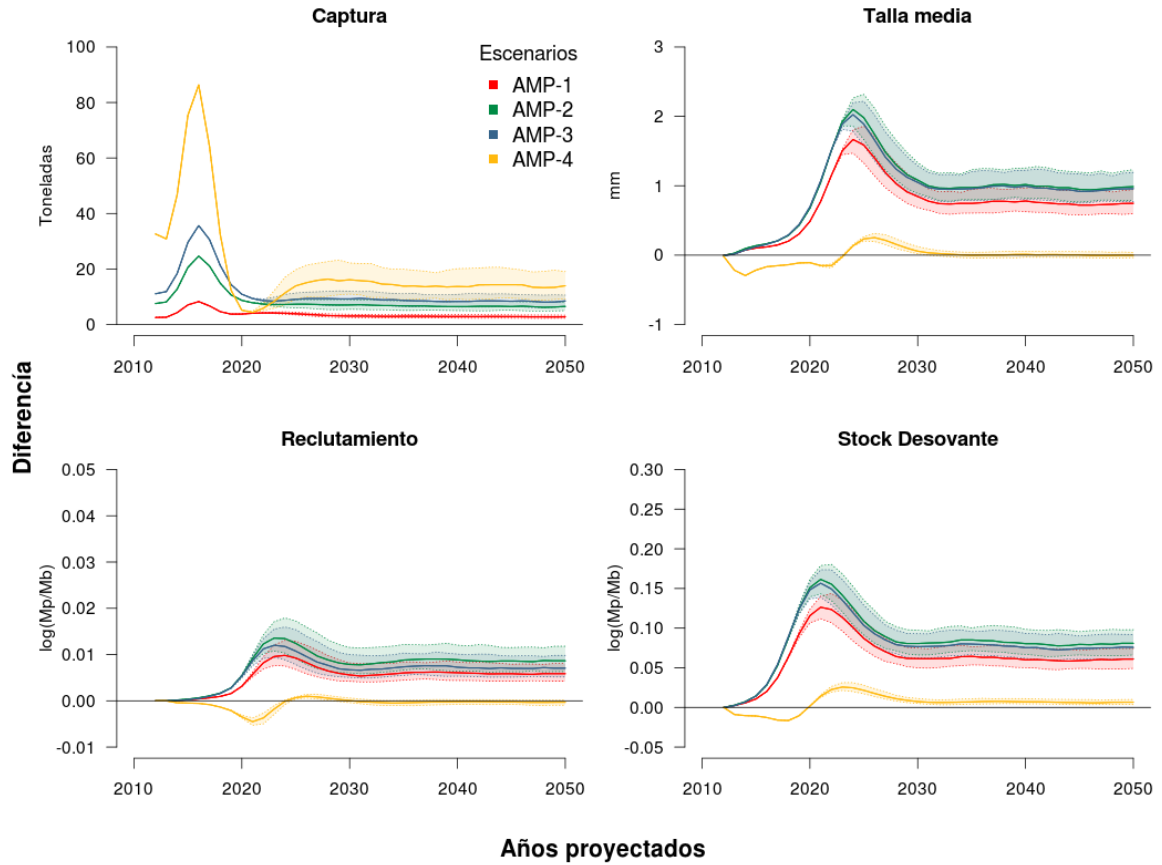 Captura
Talla media
100
80
60
40
20
0
Toneladas
Escenarios
AMP-1
AMP-2
AMP-3
AMP-4
2010 2020 2030 2040 2050
3
2
1
0
-1
mm
2010 2020 2030 2040 2050
Diferencía
Reclutamiento
Stock Desovante
0.05
0.04
0.03
0.02
0.01
0.00
-0.01
log(Mp/Mb)
2010 2020 2030 2040 2050
0.30
0.25
0.20
0.15
0.10
0.05
0.00
-0.05
log(Mp/Mb)
2010 2020 2030 2040 2050
Años proyectados